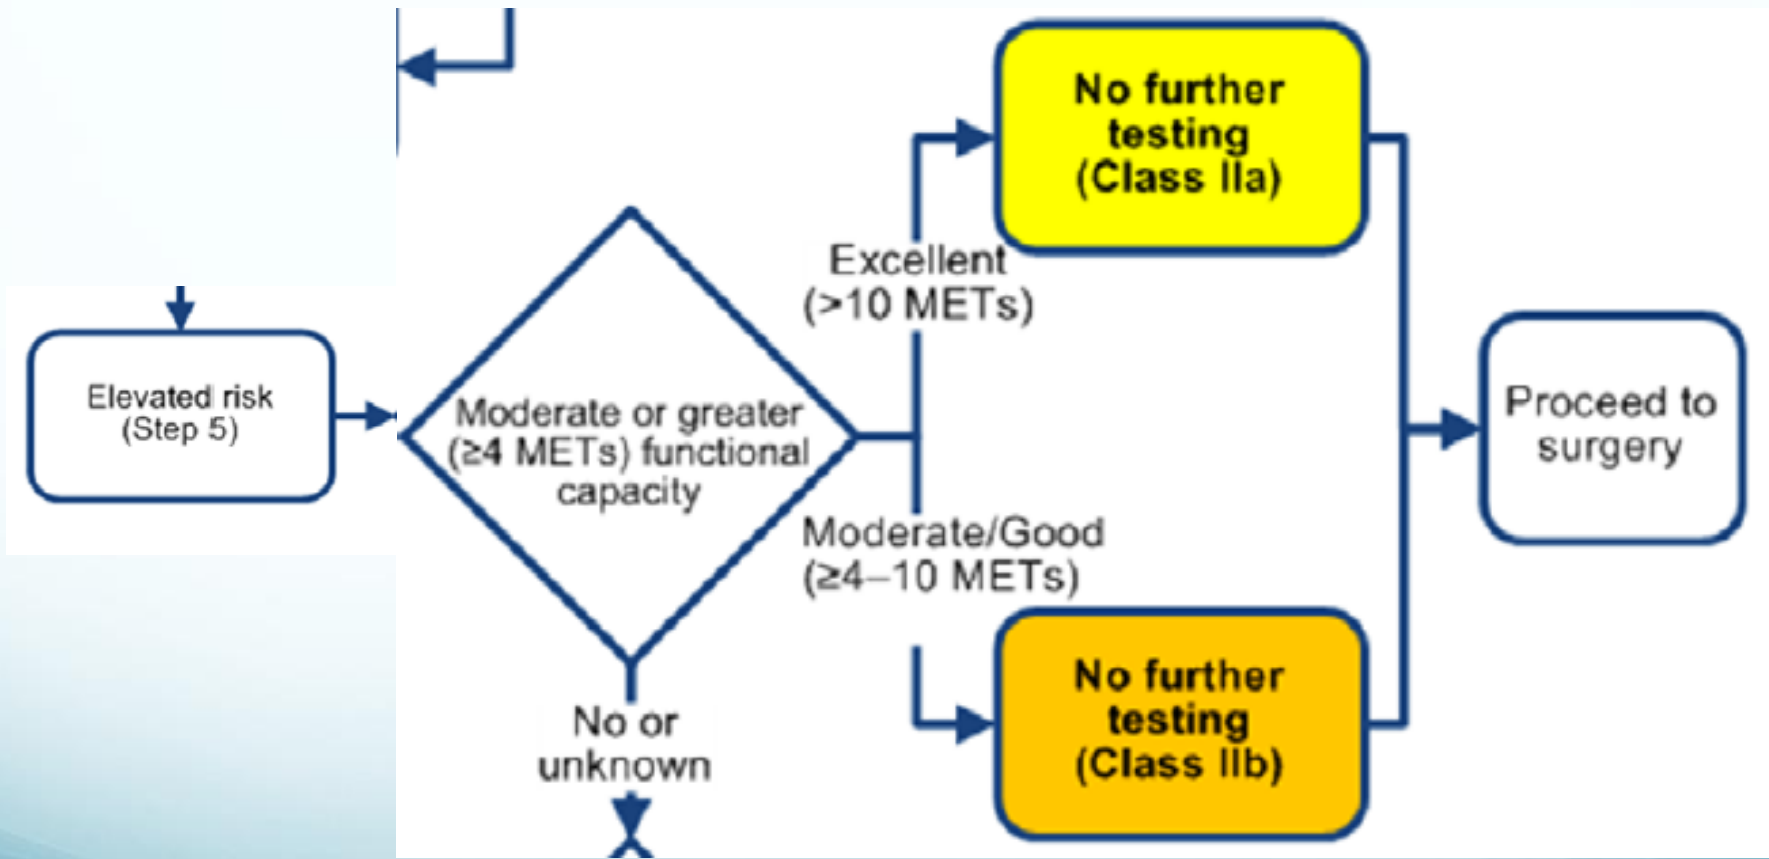 Elevated risk
(Step 5)
Moderate or greater
(≥4 METs) functional
capacity
Excellent
(>10 METs)
No further
testing
(Class IIa)
Moderate/Good
(≥4–10 METs)
No further
testing
(Class IIb)
Proceed to
surgery
No or
unknown